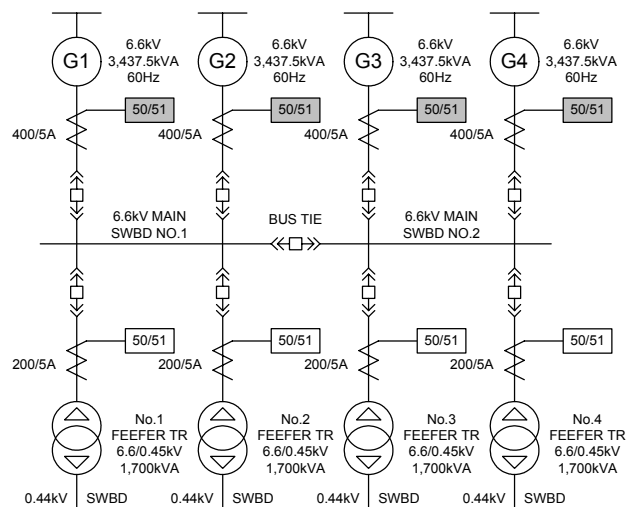 G1
6.6kV
3,437.5kVA
60Hz
G2
6.6kV
3,437.5kVA
60Hz
G3
6.6kV
3,437.5kVA
60Hz
G4
6.6kV
3,437.5kVA
60Hz
50/51
50/51
50/51
50/51
400/5A
400/5A
400/5A
400/5A
6.6kV MAIN
SWBD NO.1
BUS TIE
6.6kV MAIN
SWBD NO.2
50/51
50/51
50/51
50/51
200/5A
200/5A
200/5A
200/5A
No.1
FEEFER TR
6.6/0.45kV
1,700kVA
No.2
FEEFER TR
6.6/0.45kV
1,700kVA
No.3
FEEFER TR
6.6/0.45kV
1,700kVA
No.4
FEEFER TR
6.6/0.45kV
1,700kVA
0.44kV SWBD
0.44kV SWBD
0.44kV SWBD
0.44kV SWBD